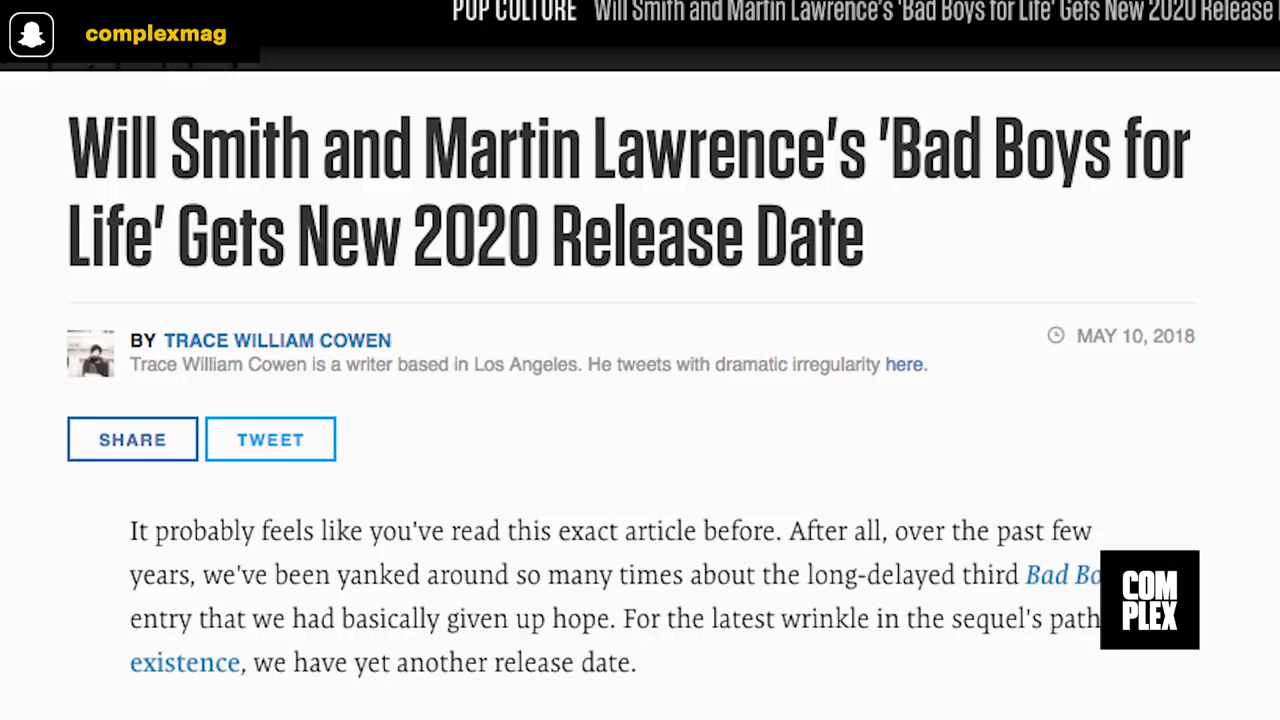 POP CULTURE Will Smith and Martin Lawrence's 'Bad Boys for Life' Gets New 2020 Release
complexmag
Will Smith and Martin Lawrence's 'Bad Boys for
Life' Gets New 2020 Release Date
BY TRACE WILLIAM COWEN
MAY 10, 2018
Trace William Cowen is a writer based in Los Angeles. He tweets with dramatic irregularity here.
SHARE TWEET
It probably feels like you've read this exact article before. After all, over the past few
years, we've been yanked around so many times about the long-delayed third Bad Bo
entry that we had basically given up hope. For the latest wrinkle in the sequel's path
existence, we have yet another release date.
COM
PLEX